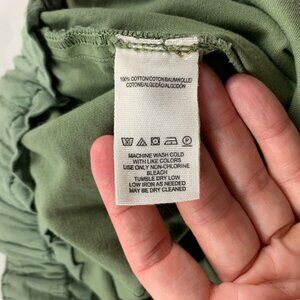 100% COTTON/COTON/BAUMWOLLE/
COTONE/ALGODÃO/ALGODON
MACHINE WASH COLD
WITH LIKE COLORS
USE ONLY NON-CHLORINE
BLEACH
TUMBLE DRY LOW
LOW IRON AS NEEDED
MAY BE DRY CLEANED